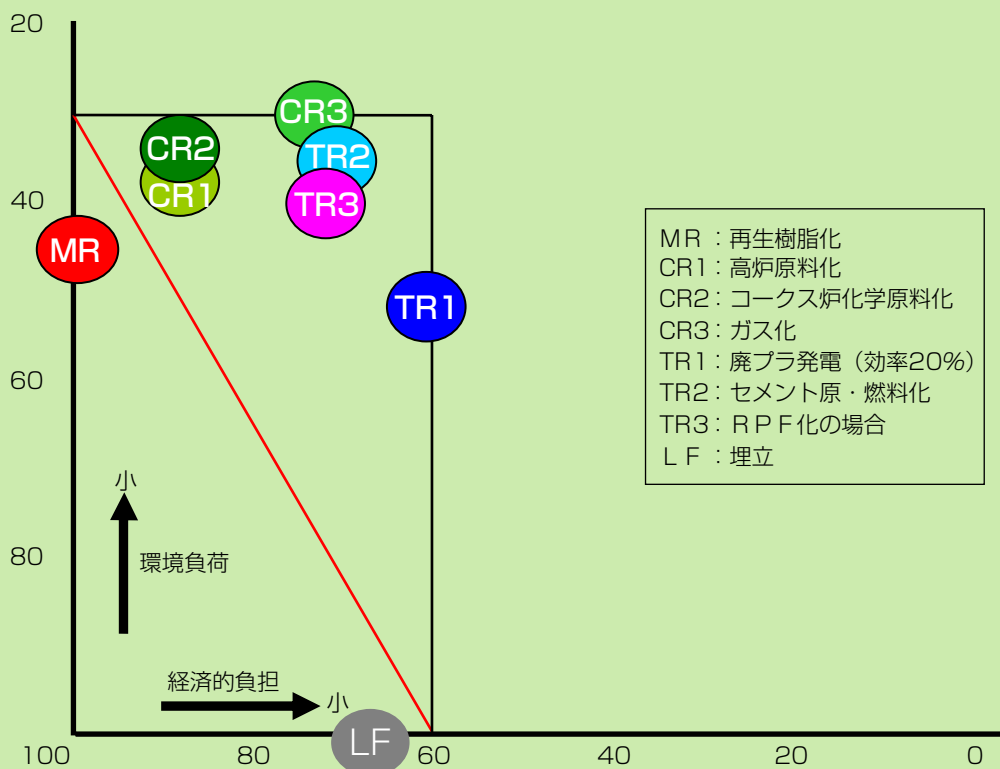 20
CR3
CR2
TR2
CR1
TR3
40
MR
TR1
MR：再生樹脂化
CR1：高炉原料化
CR2：コークス炉化学原料化
CR3：ガス化
TR1：廃プラ発電（効率20%）
TR2：セメント原・燃料化
TR3：ＲＰＦ化の場合
ＬＦ：埋立
60
小
環境負荷
80
経済的負担
小
LF
100 80 60 40 20 0